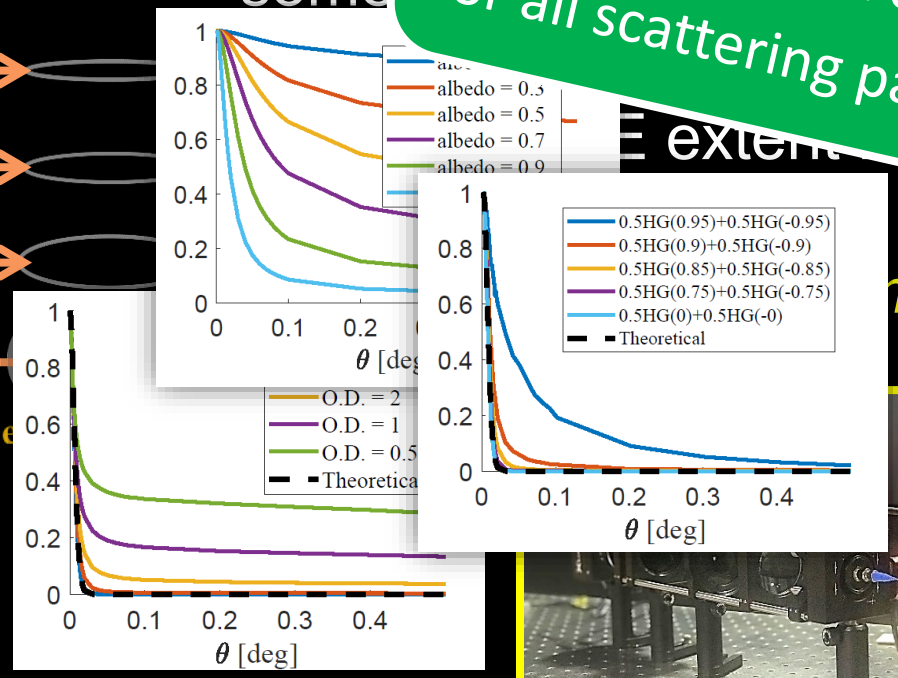 or all scattering
extent
1
0.8
0.6
0.4
0.2
0
0 0.1 0.2
θ [deg]
albedo = 0.3
albedo = 0.5
albedo = 0.7
albedo = 0.9
1
0.8
0.6
0.4
0.2
0
0 0.1 0.2 0.3 0.4
θ [deg]
0.5HG(0.95)+0.5HG(-0.95)
0.5HG(0.9)+0.5HG(-0.9)
0.5HG(0.85)+0.5HG(-0.85)
0.5HG(0.75)+0.5HG(-0.75)
0.5HG(0)+0.5HG(-0)
Theoretical
1
0.8
0.6
0.4
0.2
0
0 0.1 0.2 0.3 0.4
θ [deg]
O.D. = 2
O.D. = 1
O.D. = 0.5
Theoretica